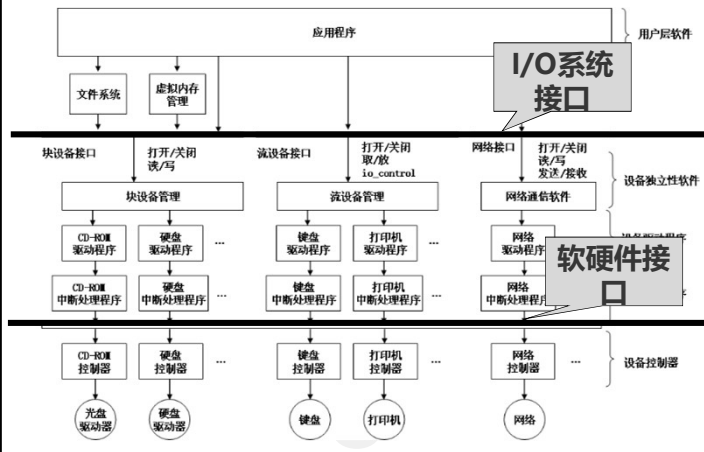 应用程序
用户层软件
I/O系统
接口
文件系统
虚拟内存
管理
块设备接口
打开/关闭
读/写
流设备接口
打开/关闭
取/放
io_control
网络接口
打开/关闭
读/写
发送/接收
设备独立性软件
块设备管理
流设备管理
网络通信软件
CD-ROM
驱动程序
硬盘
驱动程序
...
键盘
驱动程序
打印机
驱动程序
...
网络
驱动程序
设备驱动程序
软硬件接
口
CD-ROM
中断处理程序
硬盘
中断处理程序
...
键盘
中断处理程序
打印机
中断处理程序
...
网络
中断处理程序
CD-ROM
控制器
硬盘
控制器
...
键盘
控制器
打印机
控制器
...
网络
控制器
...
设备控制器
光盘
驱动器
硬盘
驱动器
键盘
打印机
网络